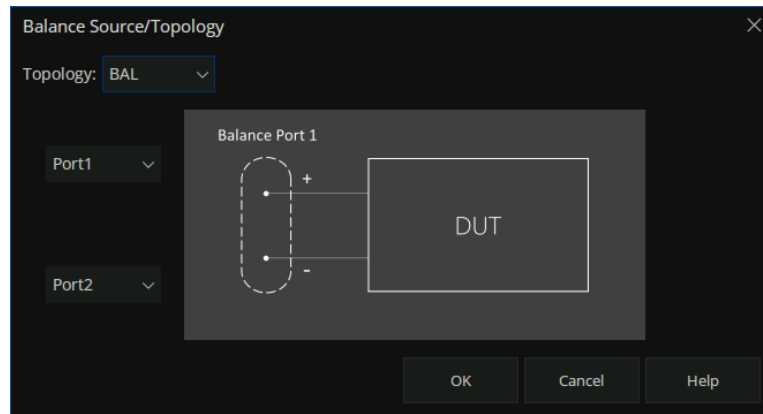 Balance Source/Topology
Topology: BAL
Balance Port 1
Port1
+
DUT
Port2
-
OK Cancel Help